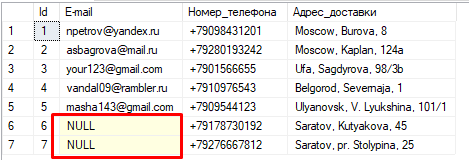 Id E-mail Номер_телефона Адрес_доставки
1 1 npetrov@yandex.ru +79098431201 Moscow, Burova, 8
2 2 asbagrova@mail.ru +79280193242 Moscow, Kaplan, 124a
3 3 your123@gmail.com +7901566655 Ufa, Sagdyrova, 98/3b
4 4 vandal09@rambler.ru +7910976543 Belgorod, Severnaja, 1
5 5 masha143@gmail.com +7909544123 Ulyanovsk, V. Lyukshina, 101/1
6 6 NULL +79178730192 Saratov, Kutyakova, 45
7 7 NULL +79276667812 Saratov, pr. Stolypina, 25